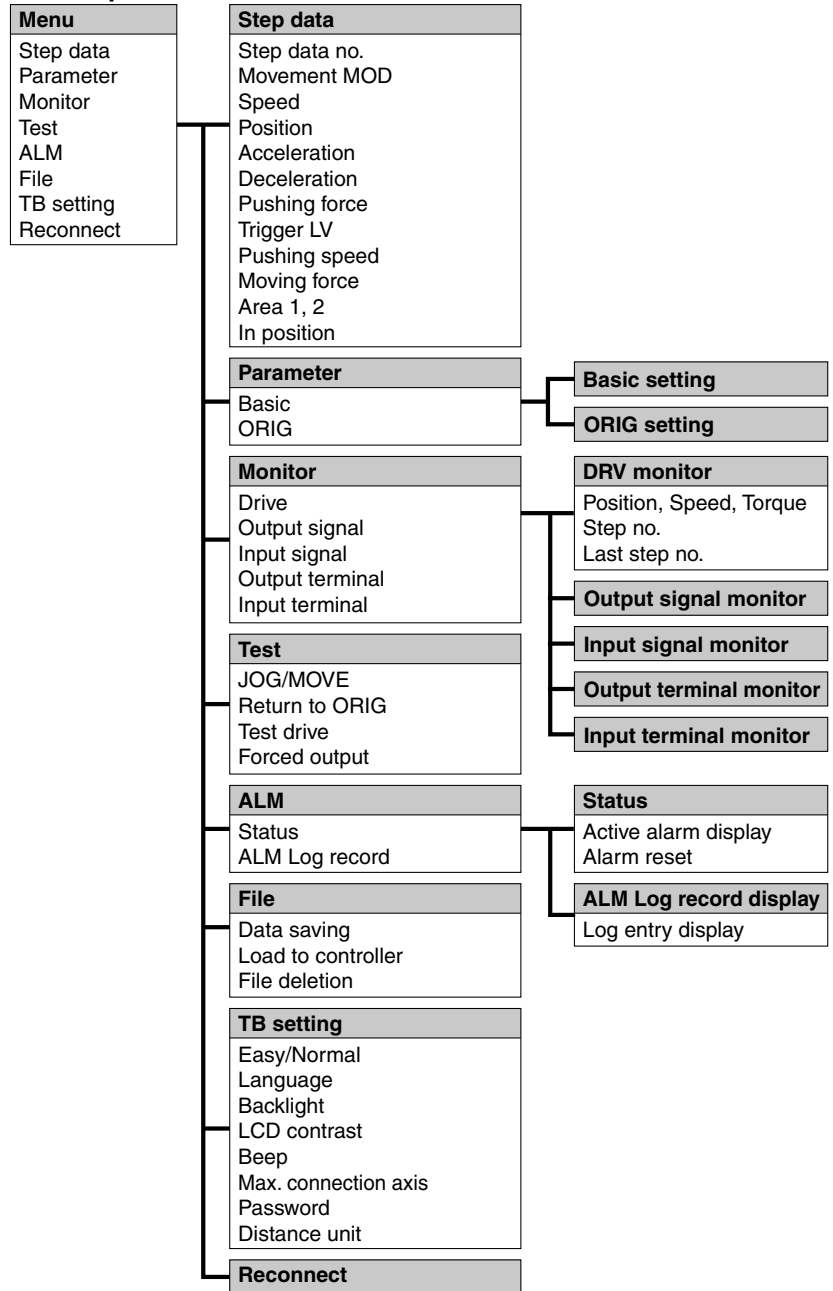 Menu
Step data
Parameter
Monitor
Test
ALM
File
TB setting
Reconnect
Step data
Step data no.
Movement MOD
Speed
Position
Acceleration
Deceleration
Pushing force
Trigger LV
Pushing speed
Moving force
Area 1, 2
In position
Parameter
Basic
ORIG
Basic setting
ORIG setting
Monitor
Drive
Output signal
Input signal
Output terminal
Input terminal
DRV monitor
Position, Speed, Torque
Step no.
Last step no.
Output signal monitor
Input signal monitor
Output terminal monitor
Input terminal monitor
Test
JOG/MOVE
Return to ORIG
Test drive
Forced output
ALM
Status
ALM Log record
Status
Active alarm display
Alarm reset
ALM Log record display
Log entry display
File
Data saving
Load to controller
File deletion
TB setting
Easy/Normal
Language
Backlight
LCD contrast
Beep
Max. connection axis
Password
Distance unit
Reconnect